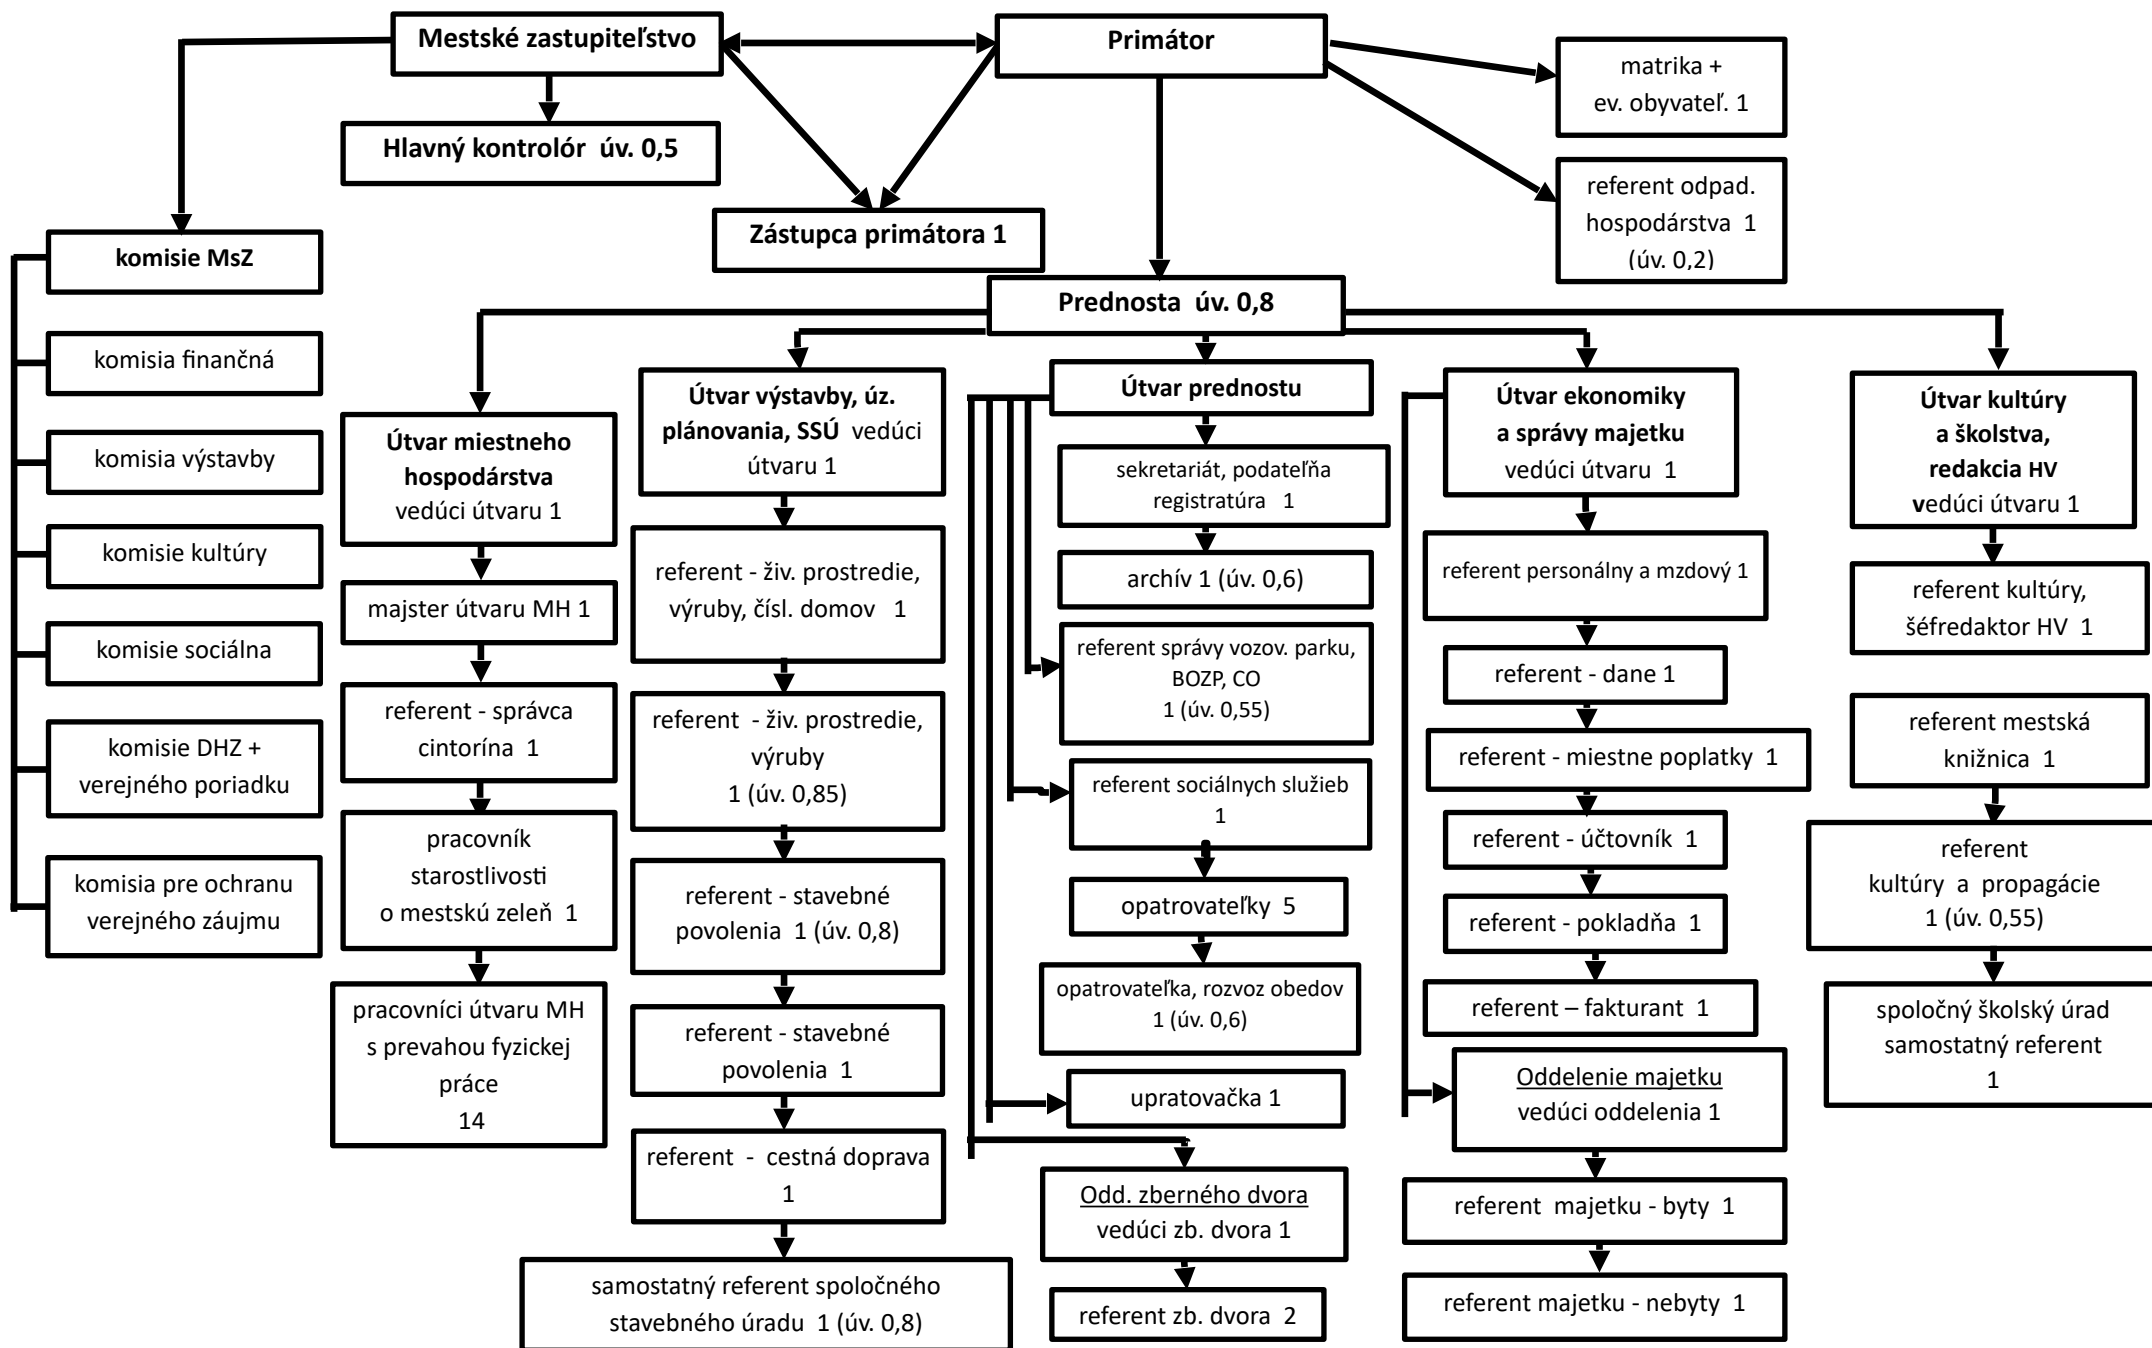 Mestské zastupiteľstvo
Primátor
matrika +
ev. obyvateľ. 1
Hlavný kontrolór úv. 0,5
referent odpad.
hospodárstva 1
(úv. 0,2)
Zástupca primátora 1
komisie MsZ
Prednosta úv. 0,8
komisia finančná
komisia výstavby
komisie kultúry
komisie sociálna
komisie DHZ +
verejného poriadku
komisia pre ochranu
verejného záujmu
Útvar miestneho
hospodárstva
vedúci útvaru 1
majster útvaru MH 1
referent - správca
cintorína 1
pracovník
starostlivosti
o mestskú zeleň 1
pracovníci útvaru MH
s prevahou fyzickej
práce
14
Útvar výstavby, úz.
plánovania, SSÚ vedúci
útvaru 1
referent - živ. prostredie,
výruby, čísl. domov 1
referent - živ. prostredie,
výruby
1 (úv. 0,85)
referent - stavebné
povolenia 1 (úv. 0,8)
referent - stavebné
povolenia 1
referent - cestná doprava
1
samostatný referent spoločného
stavebného úradu 1 (úv. 0,8)
Útvar prednostu
sekretariát, podateľňa
registratúra 1
archív 1 (úv. 0,6)
referent správy vozov. parku,
BOZP, CO
1 (úv. 0,55)
referent sociálnych služieb
1
opatrovateľky 5
opatrovateľka, rozvoz obedov
1 (úv. 0,6)
upratovačka 1
Odd. zberného dvora
vedúci zb. dvora 1
referent zb. dvora 2
Útvar ekonomiky
a správy majetku
vedúci útvaru 1
referent personálny a mzdový 1
referent - dane 1
referent - miestne poplatky 1
referent - účtovník 1
referent - pokladňa 1
referent – fakturant 1
Oddelenie majetku
vedúci oddelenia 1
referent majetku - byty 1
referent majetku - nebyty 1
Útvar kultúry
a školstva,
redakcia HV
vedúci útvaru 1
referent kultúry,
šéfredaktor HV 1
referent mestská
knižnica 1
referent
kultúry a propagácie
1 (úv. 0,55)
spoločný školský úrad
samostatný referent
1